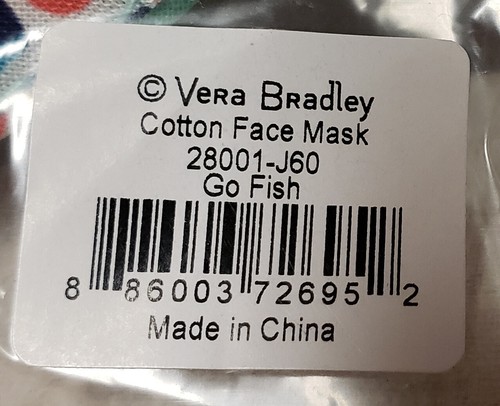 © Vera Bradley
Cotton Face Mask
28001-J60
Go Fish
8 86003 72695 2
Made in China